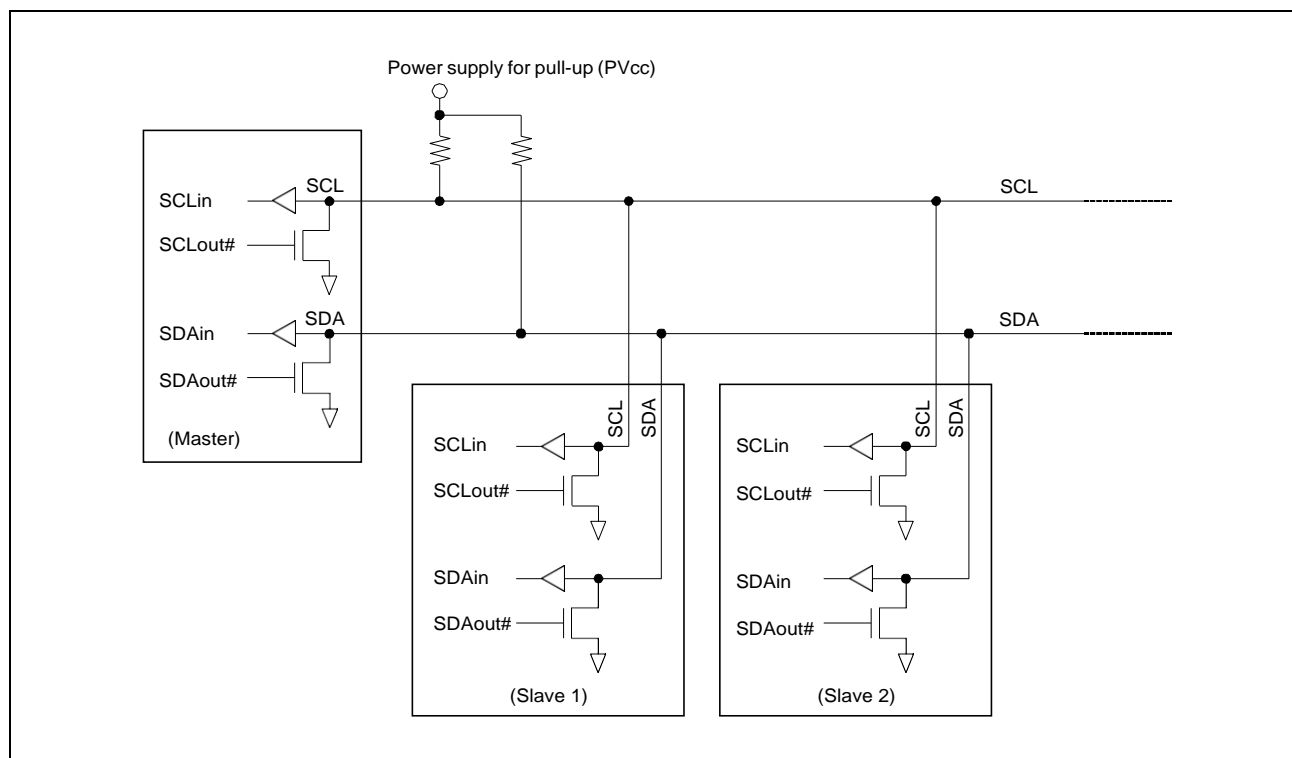 Power supply for pull-up (PVcc)
SCL
SCL
SCLin
SCLout#
SDA
SDA
SDAin
SDAout#
(Master)
SCL
SDA
SCL
SDA
SCLin
SCLin
SCLout#
SCLout#
SDAin
SDAin
SDAout#
SDAout#
(Slave 1)
(Slave 2)